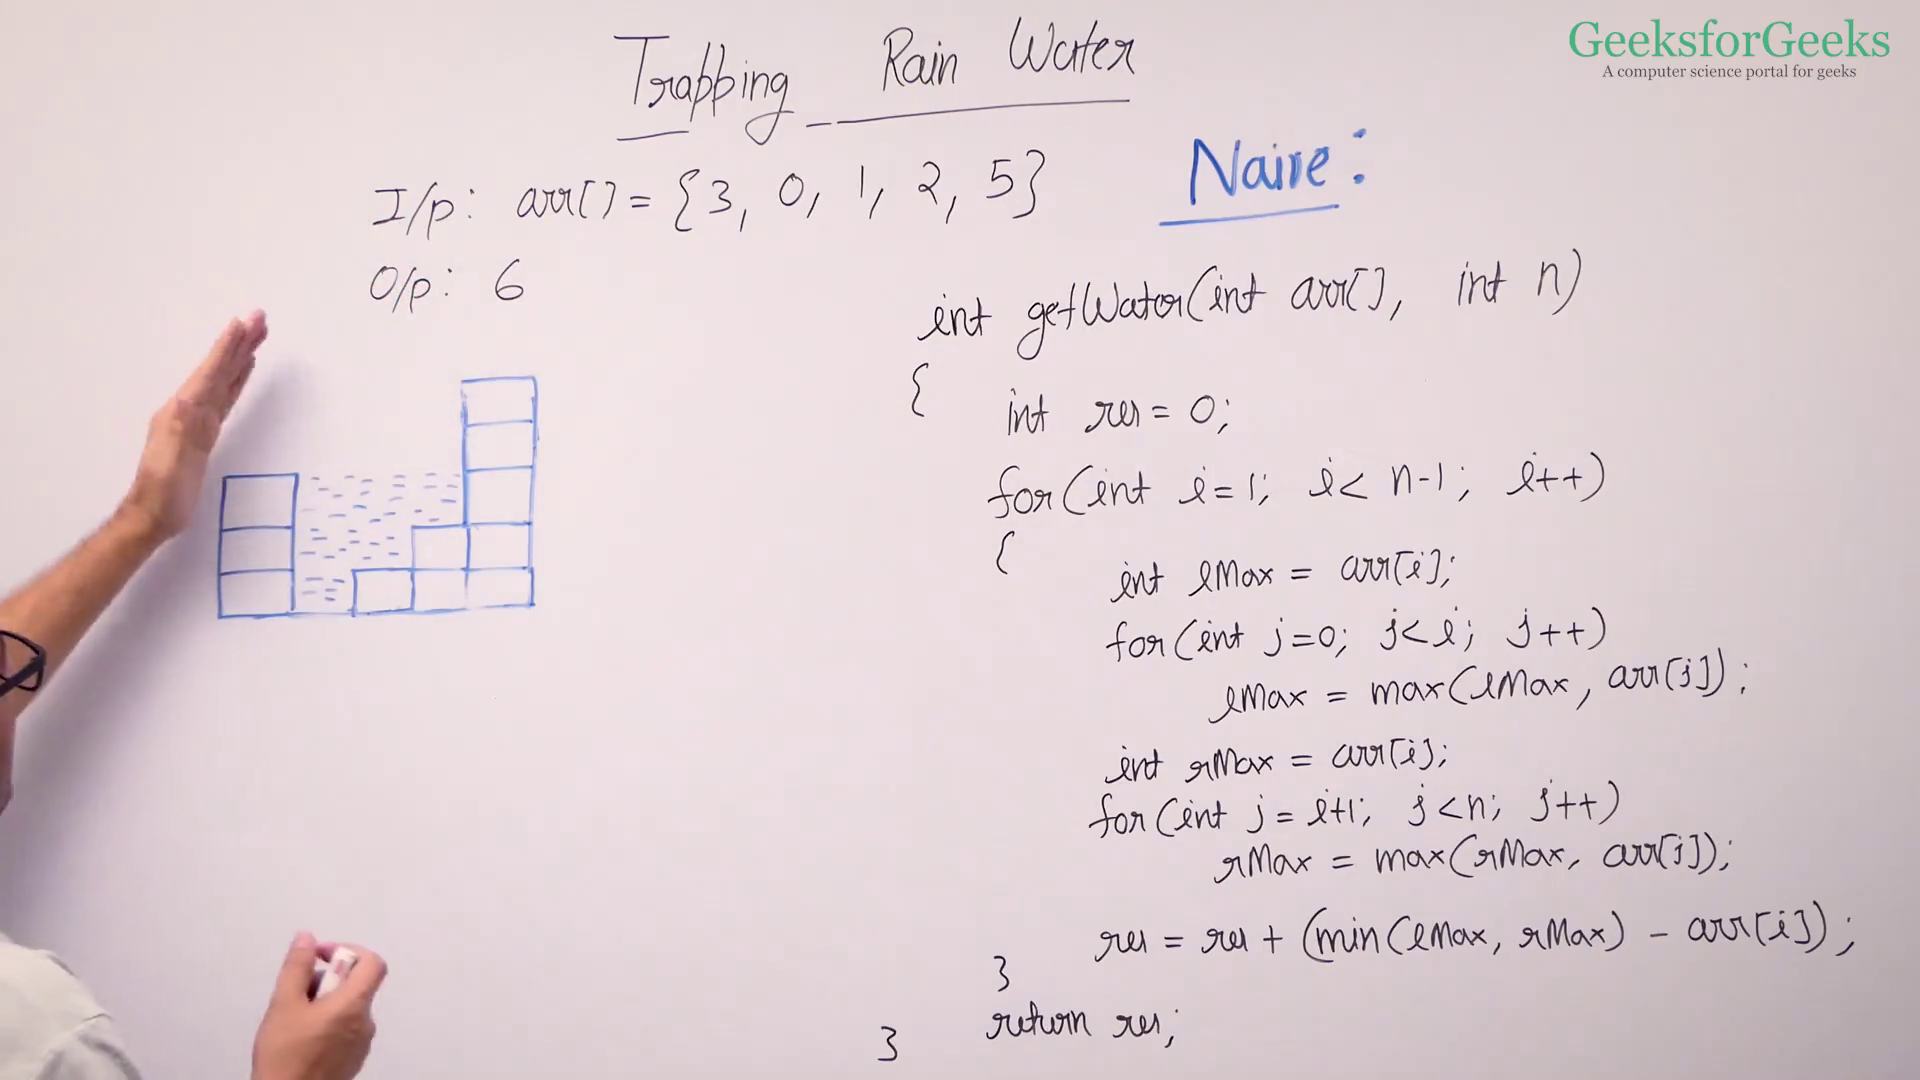 GeeksforGeeks
A computer science portal for geeks
Trapping Rain Water
I/p: arr[] = {3, 0, 1, 2, 5}
O/p: 6
Naive:
int getWater(int arr[], int n)
{
int res = 0;
for(int i=1; i< n-1; i++)
{
int lMax = arr[i];
for(int j=0; j<i; j++)
lMax = max(lMax, arr[j]);
int rMax = arr[i];
for(int j = i+1; j<n; j++)
rMax = max(rMax, arr[j]);
res = res + (min(lMax, rMax) - arr[i]);
}
return res;
}